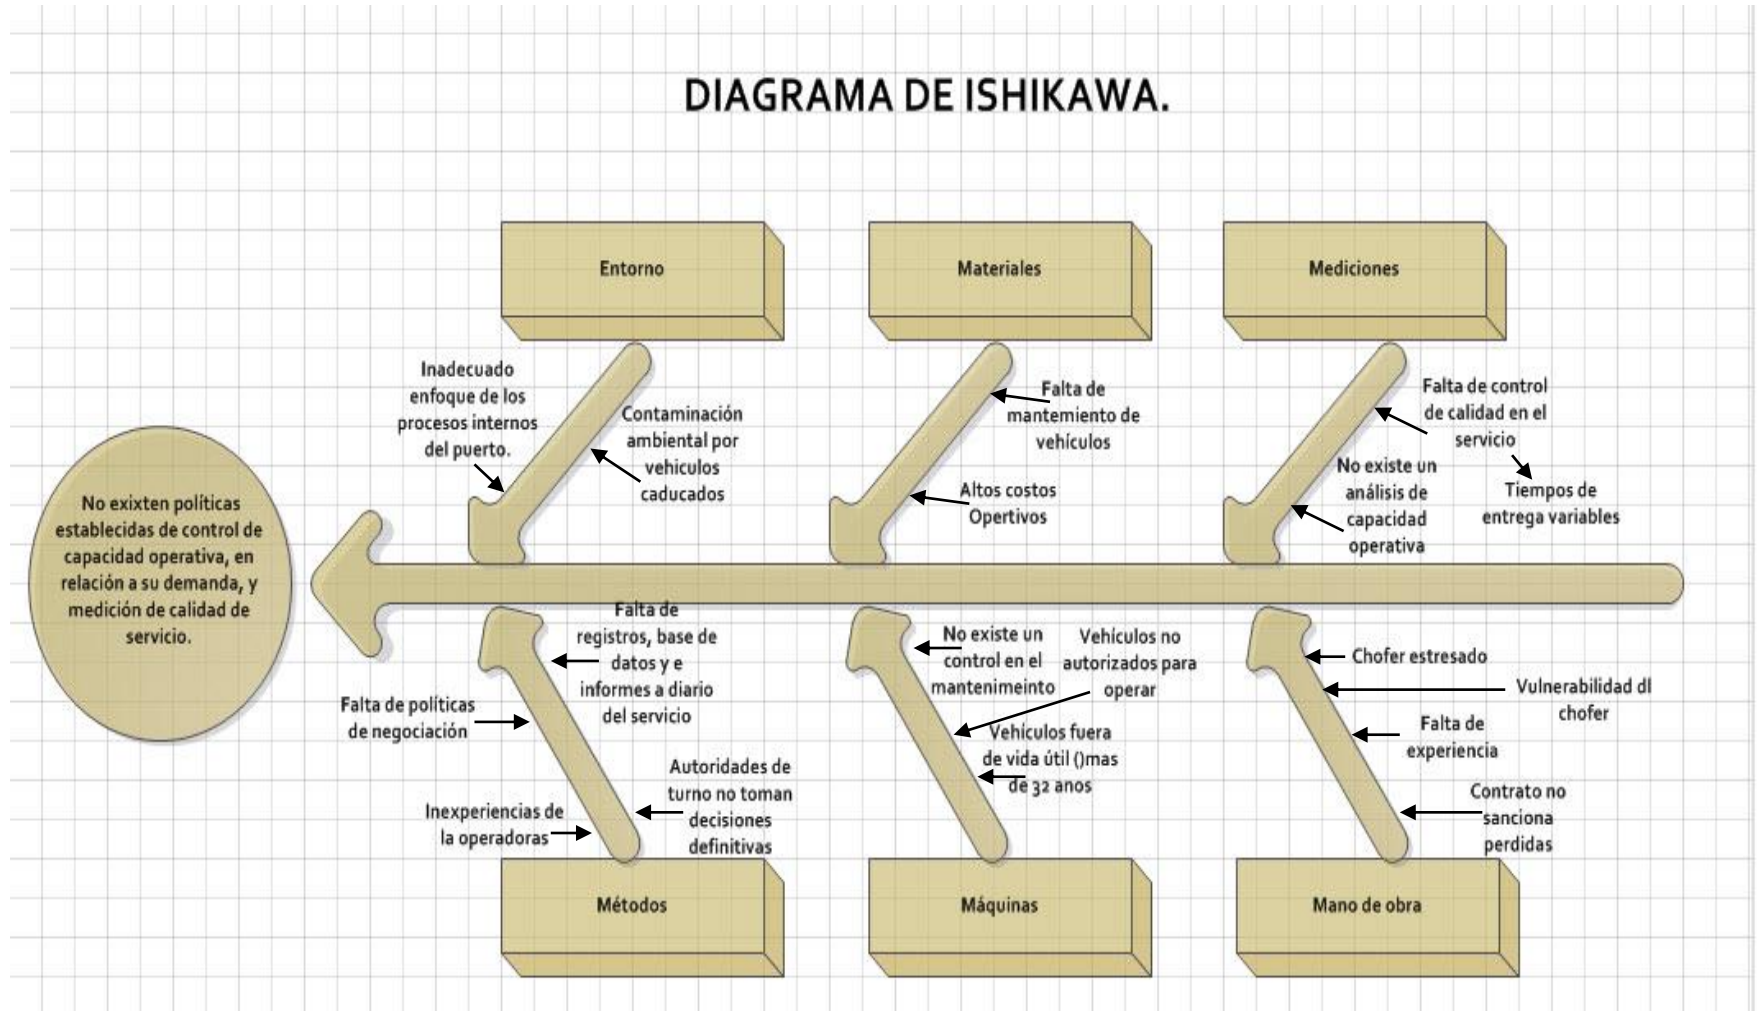 DIAGRAMA DE ISHIKAWA.
Entorno
Materiales
Mediciones
Inadecuado
enfoque de los
procesos internos
del puerto.
Contaminación
ambiental por
vehiculos
caducados
Falta de
mantemiento de
vehículos
Altos costos
Opertivos
Falta de control
de calidad en el
servicio
No existe un
análisis de
capacidad
operativa
Tiempos de
entrega variables
No exixten políticas
establecidas de control de
capacidad operativa, en
relación a su demanda, y
medición de calidad de
servicio.
Falta de
registros, base de
datos y e
informes a diario
del servicio
Falta de políticas
de negociación
Inexperiencias de
la operadoras
Autoridades de
turno no toman
decisiones
definitivas
No existe un
control en el
mantenimeinto
Vehículos no
autorizados para
operar
Vehículos fuera
de vida útil ()mas
de 32 anos
Chofer estresado
Vulnerabilidad dl
chofer
Falta de
experiencia
Contrato no
sanciona
perdidas
Métodos
Máquinas
Mano de obra